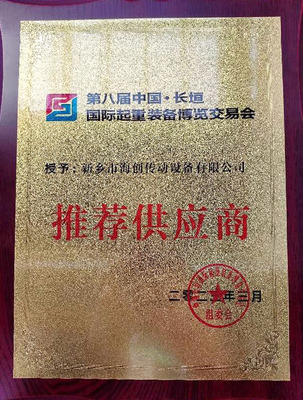 第八届中国·长垣
国际起重装备博览交易会
授予：新乡市海创传动设备有限公司
推荐供应商
二〇二 年三月
组委会